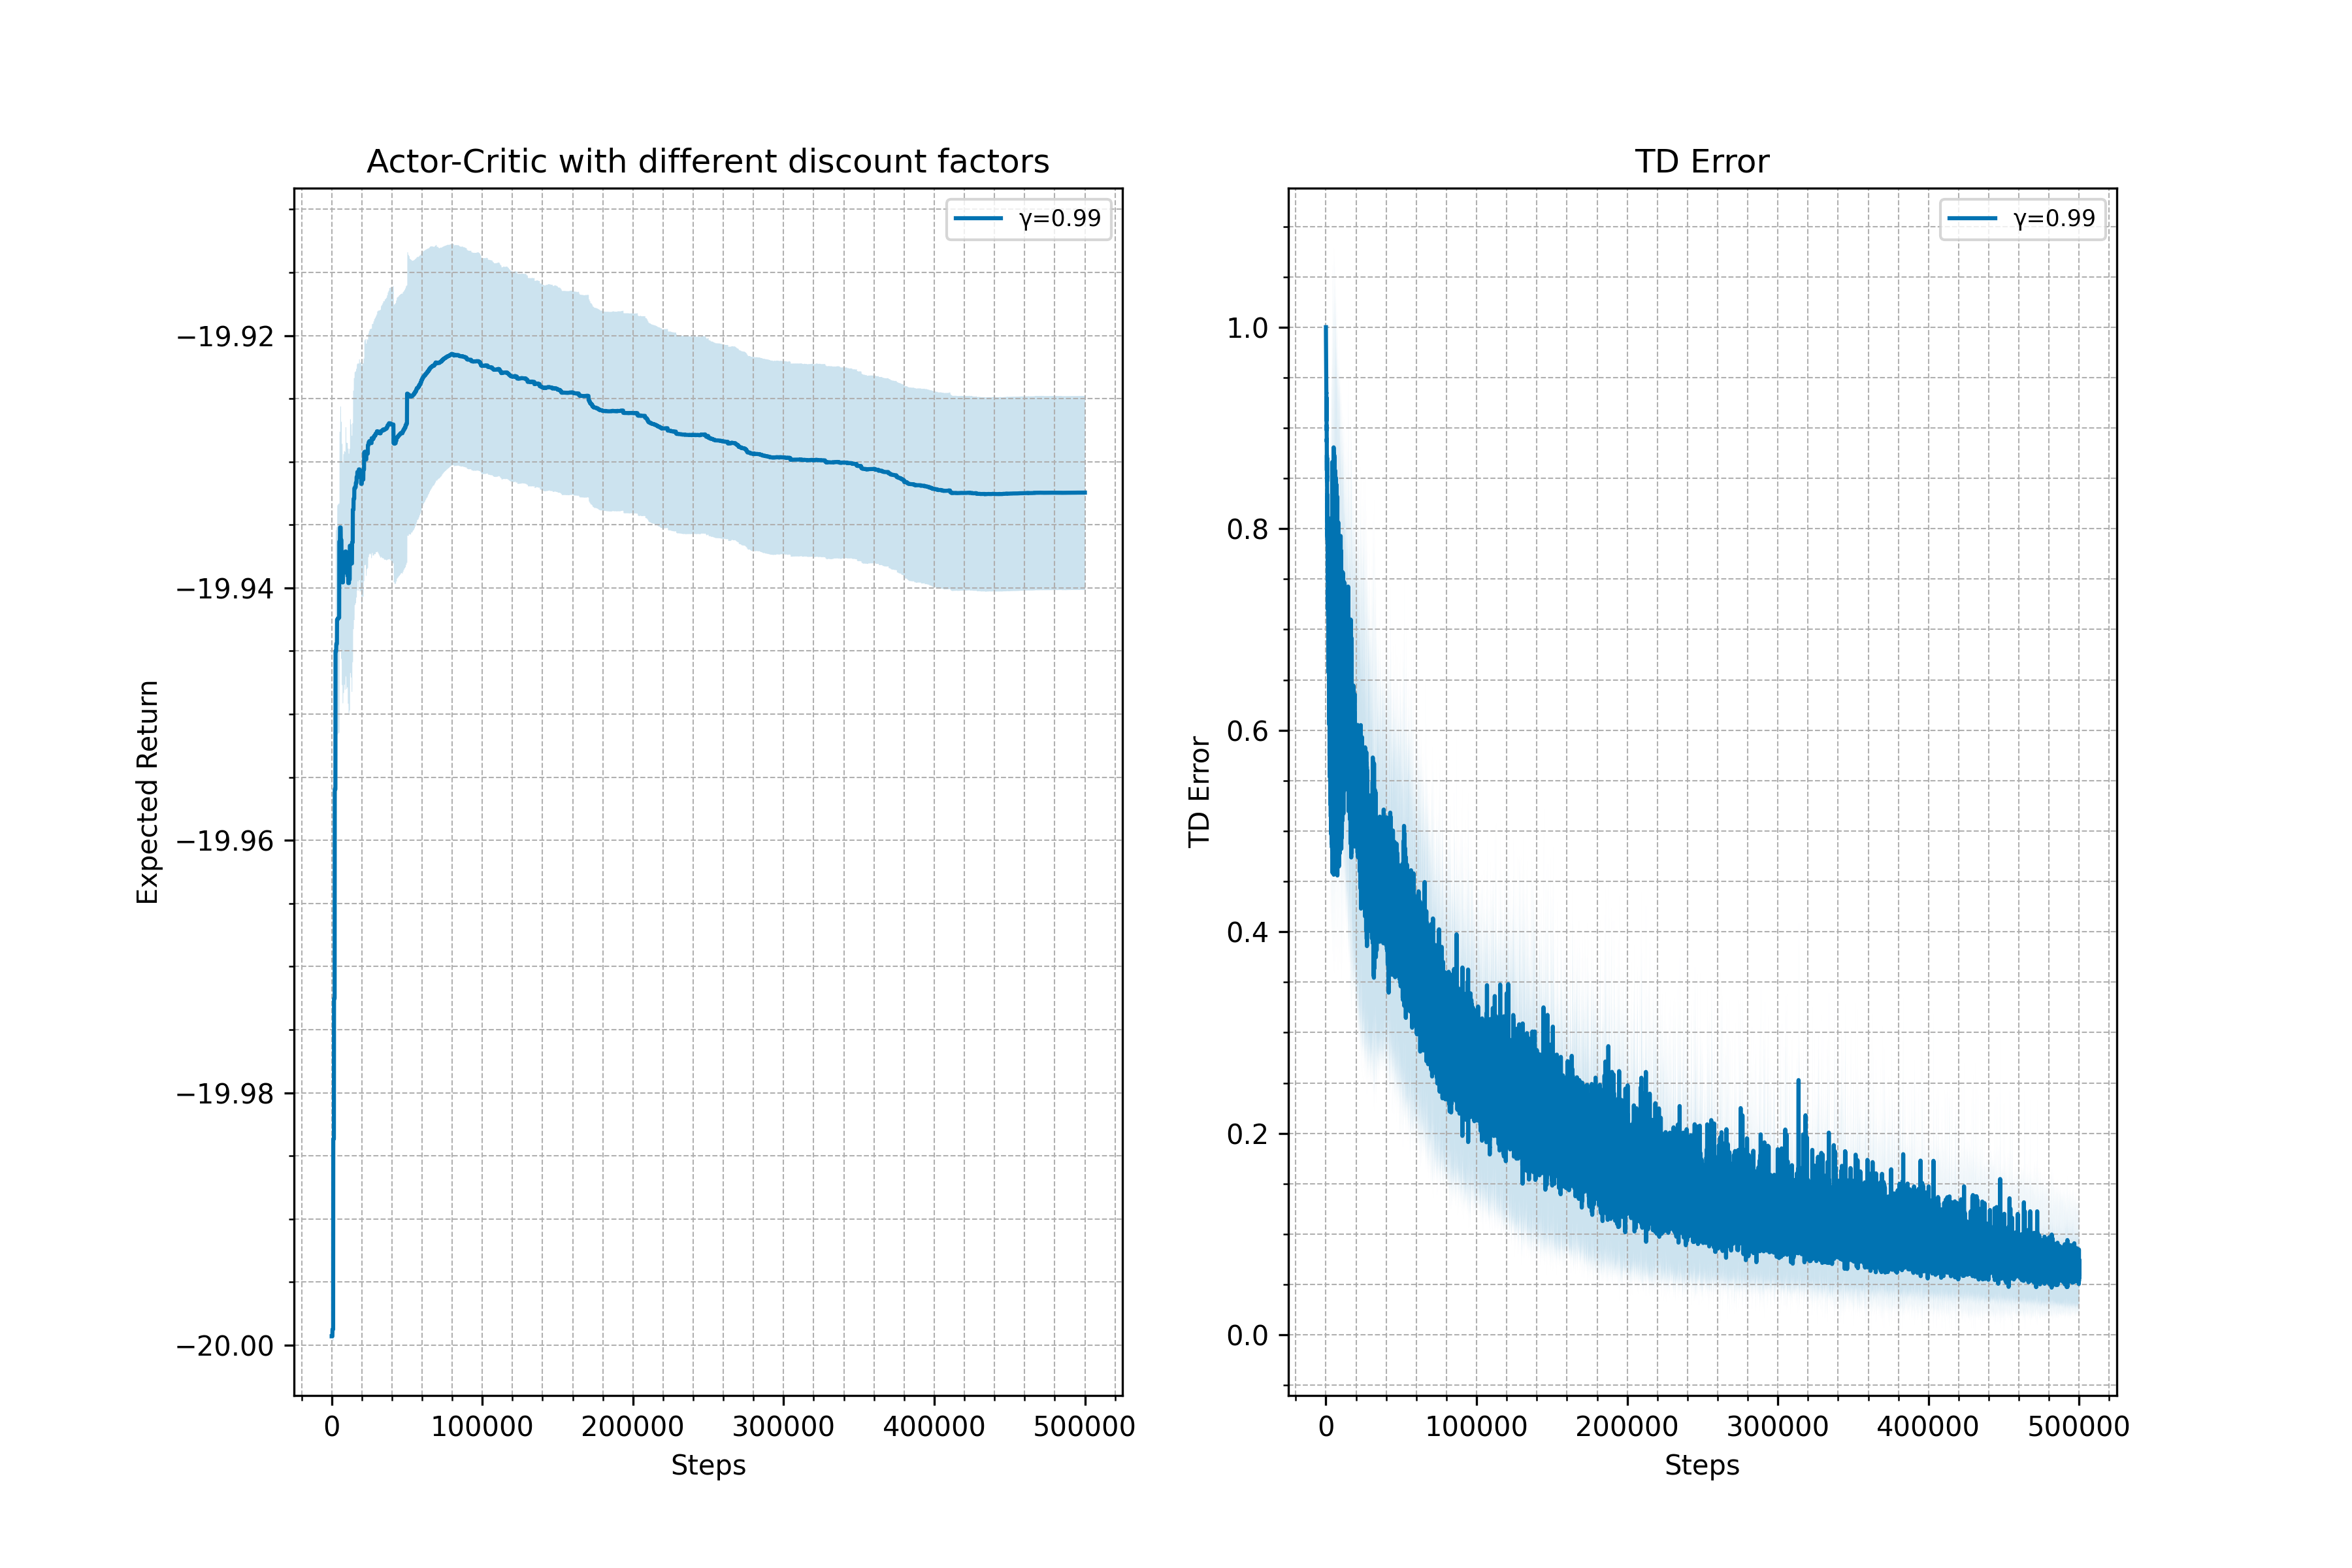 Actor-Critic with different discount factors
γ=0.99
Expected Return
−19.92
−19.94
−19.96
−19.98
−20.00
0 100000 200000 300000 400000 500000
Steps
TD Error
γ=0.99
TD Error
1.0
0.8
0.6
0.4
0.2
0.0
0 100000 200000 300000 400000 500000
Steps